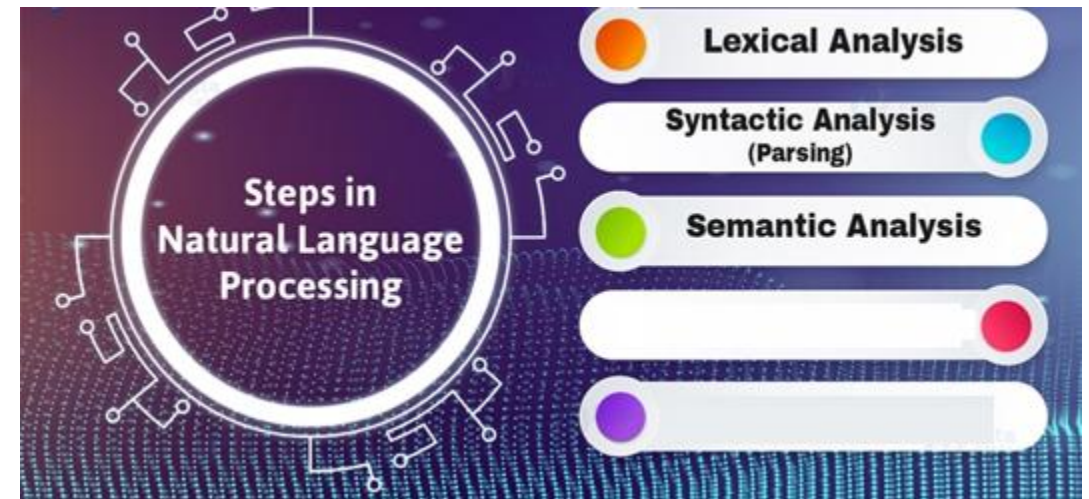 Steps in
Natural Language
Processing
Lexical Analysis
Syntactic Analysis
(Parsing)
Semantic Analysis